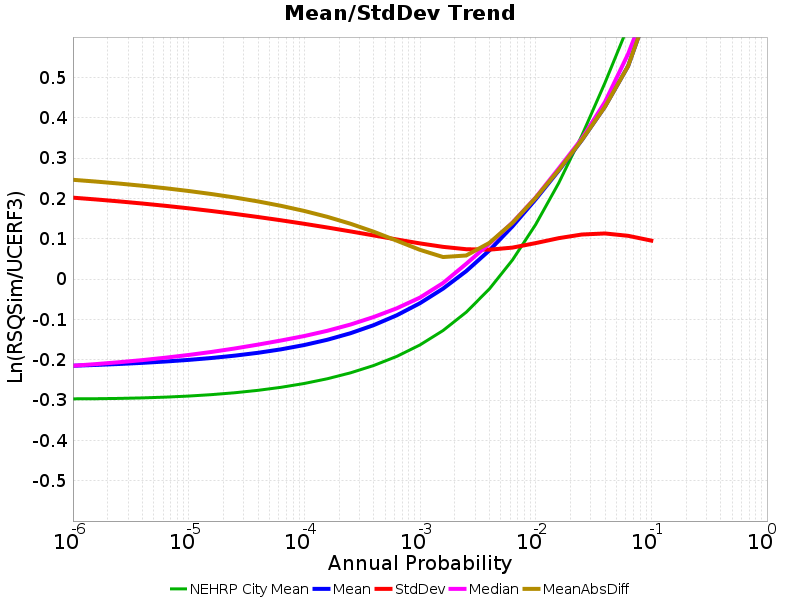 Mean/StdDev Trend
Ln(RSQSim/UCERF3)
0.5
0.4
0.3
0.2
0.1
0
-0.1
-0.2
-0.3
-0.4
-0.5
10^-6 10^-5 10^-4 10^-3 10^-2 10^-1 10^0
Annual Probability
NEHRP City Mean Mean StdDev Median MeanAbsDiff